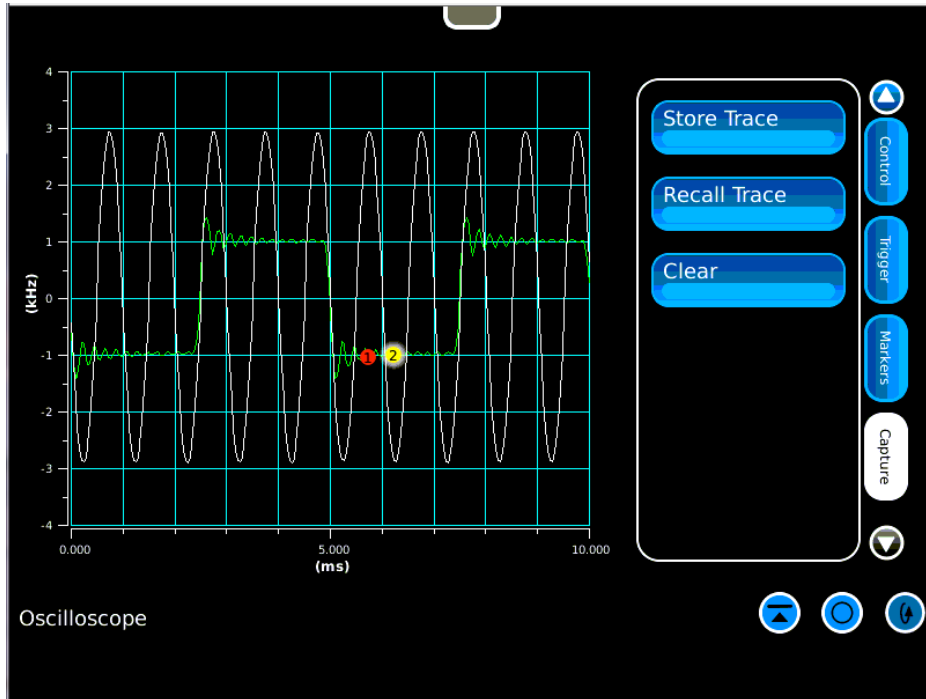 4
3
2
1
0
-1
-2
-3
-4
(kHz)
1
2
0.000
5.000
10.000
(ms)
Store Trace
Recall Trace
Clear
Control
Trigger
Markers
Capture
Oscilloscope